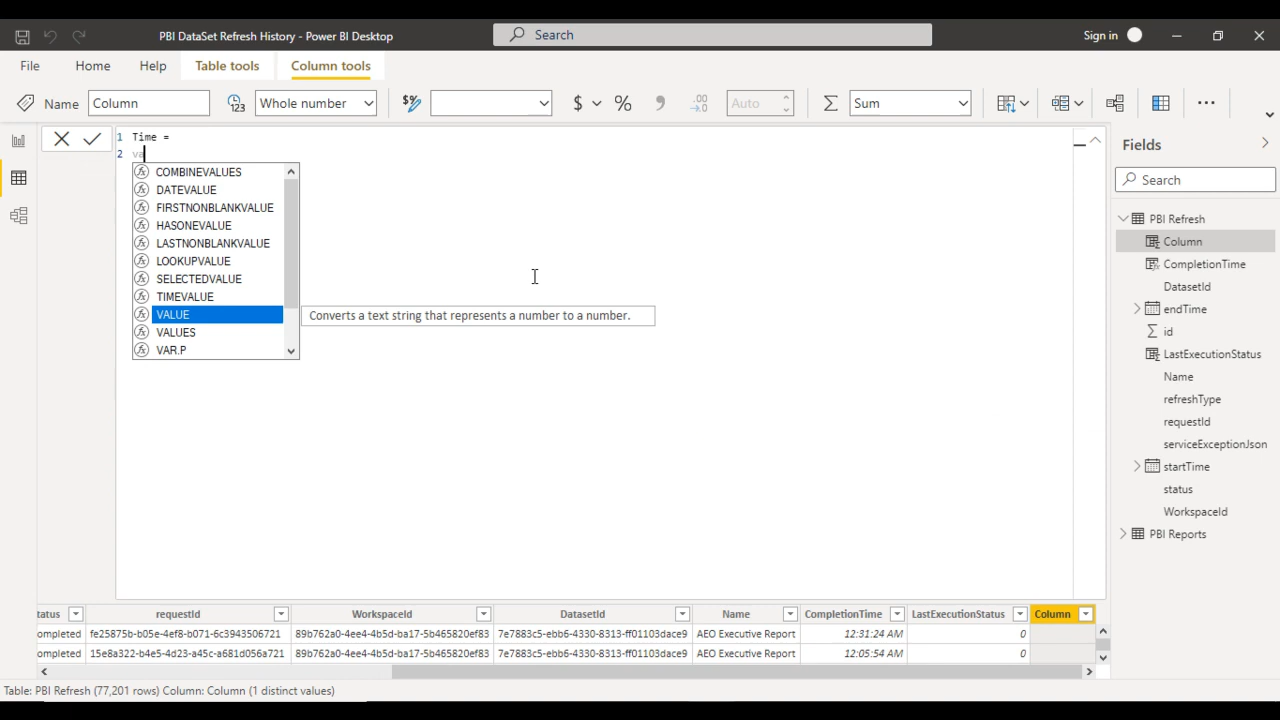 PBI DataSet Refresh History - Power BI Desktop
Search
Sign in
File
Home
Help
Table tools
Column tools
Name
Column
123
Whole number
$
%
Auto
Sum
1 Time =
2 va
COMBINEVALUES
DATEVALUE
FIRSTNONBLANKVALUE
HASONEVALUE
LASTNONBLANKVALUE
LOOKUPVALUE
SELECTEDVALUE
TIMEVALUE
VALUE
Converts a text string that represents a number to a number.
VALUES
VAR.P
Fields
Search
PBI Refresh
Column
CompletionTime
DatasetId
endTime
id
LastExecutionStatus
Name
refreshType
requestId
serviceExceptionJson
startTime
status
WorkspaceId
PBI Reports
tatus requestId WorkspaceId DatasetId Name CompletionTime LastExecutionStatus Column
ompleted fe25875b-b05e-4ef8-b071-6c3943506721 89b762a0-4ee4-4b5d-ba17-5b465820ef83 7e7883c5-ebb6-4330-8313-ff01103dace9 AEO Executive Report 12:31:24 AM 0
ompleted 15e8a322-b4e5-4d23-a45c-a681d056a721 89b762a0-4ee4-4b5d-ba17-5b465820ef83 7e7883c5-ebb6-4330-8313-ff01103dace9 AEO Executive Report 12:05:54 AM 0
Table: PBI Refresh (77,201 rows) Column: Column (1 distinct values)